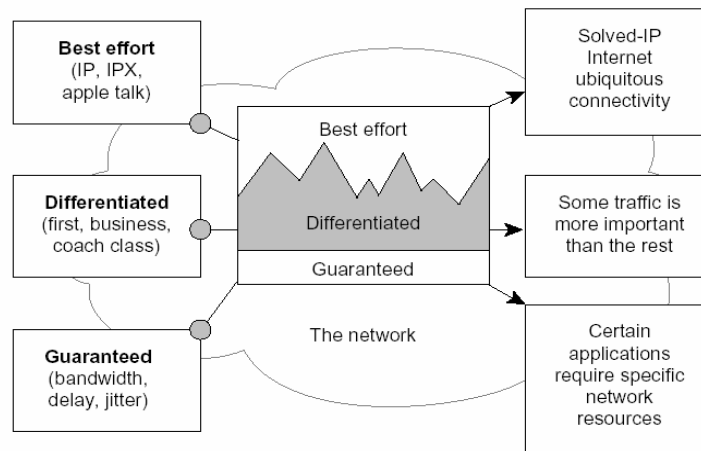 Best effort
(IP, IPX,
apple talk)
Differentiated
(first, business,
coach class)
Guaranteed
(bandwidth,
delay, jitter)
Best effort
Differentiated
Guaranteed
The network
Solved-IP
Internet
ubiquitous
connectivity
Some traffic is
more important
than the rest
Certain
applications
require specific
network
resources